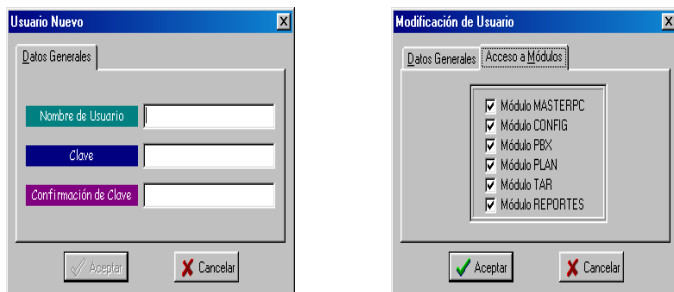 Usuario Nuevo
Datos Generales
Nombre de Usuario
Clave
Confirmación de Clave
Aceptar
Cancelar
Modificación de Usuario
Datos Generales
Acceso a Módulos
Módulo MASTERPC
Módulo CONFIG
Módulo PBX
Módulo PLAN
Módulo TAR
Módulo REPORTES
Aceptar
Cancelar